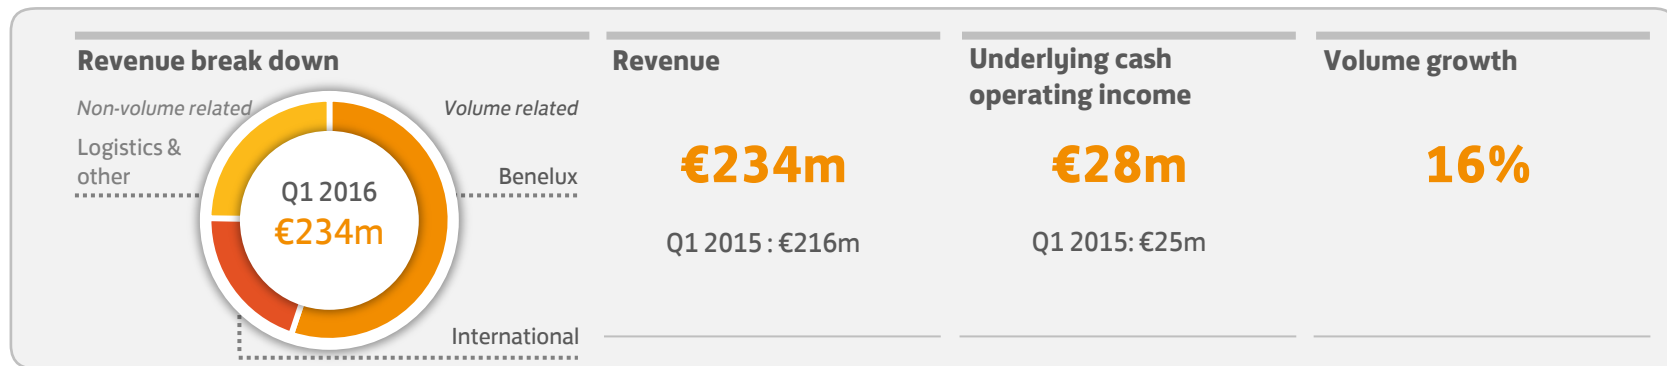 Revenue break down
Non-volume related
Volume related
Logistics &
other
Benelux
Q1 2016
€234m
International
Revenue
€234m
Q1 2015 : €216m
Underlying cash
operating income
€28m
Q1 2015: €25m
Volume growth
16%